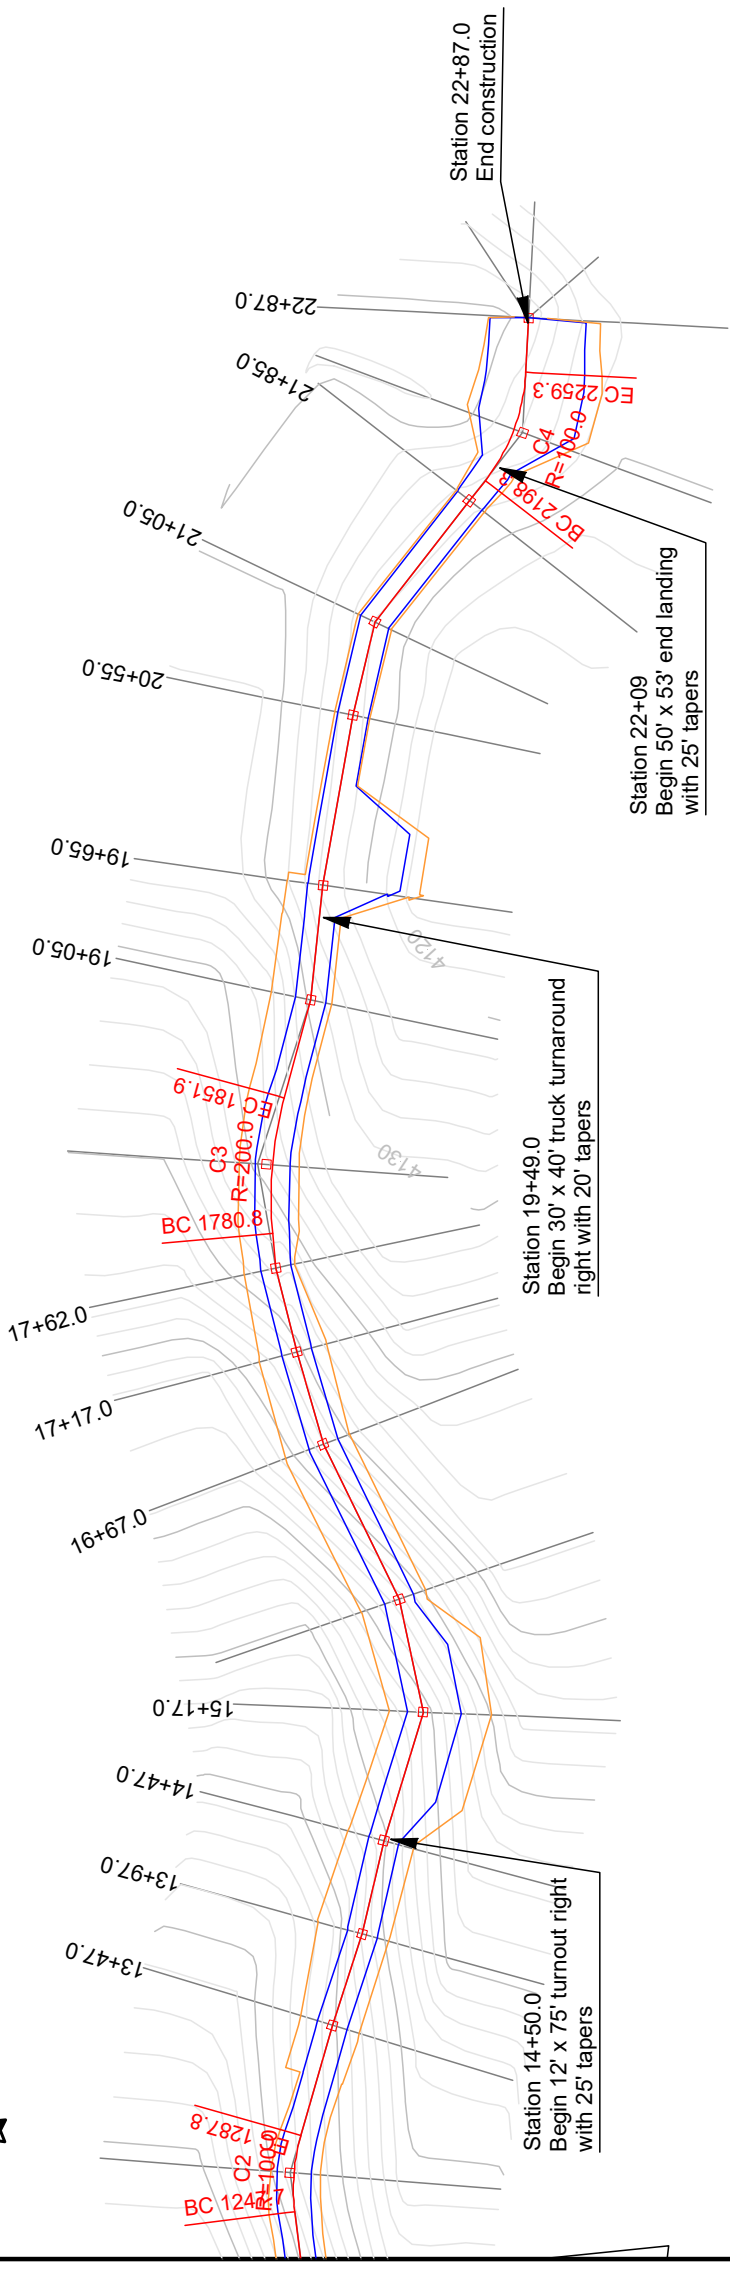 Station 22+87.0
End construction
22+87.0
21+85.0
EC 2259.3
C4
R=100.0
21+05.0
20+55.0
Station 22+09
Begin 50' x 53' end landing
with 25' tapers
19+65.0
19+05.0
4120
EC 1851.9
C3
R=200.0
BC 1780.8
4130
Station 19+49.0
Begin 30' x 40' truck turnaround
right with 20' tapers
17+62.0
17+17.0
16+67.0
15+17.0
14+47.0
13+97.0
13+47.0
Station 14+50.0
Begin 12' x 75' turnout right
with 25' tapers
EC 1287.8
C2
R=100.0